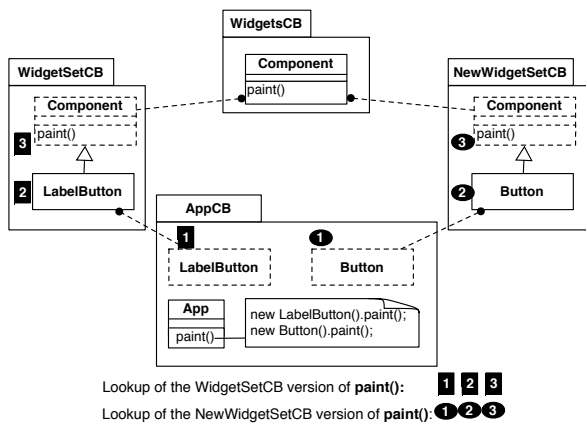 WidgetsCB
Component
paint()
WidgetSetCB
Component
paint()
3
2
LabelButton
NewWidgetSetCB
Component
paint()
3
2
Button
AppCB
1
LabelButton
1
Button
App
paint()
new LabelButton().paint();
new Button().paint();
Lookup of the WidgetSetCB version of paint(): 1 2 3
Lookup of the NewWidgetSetCB version of paint(): 1 2 3